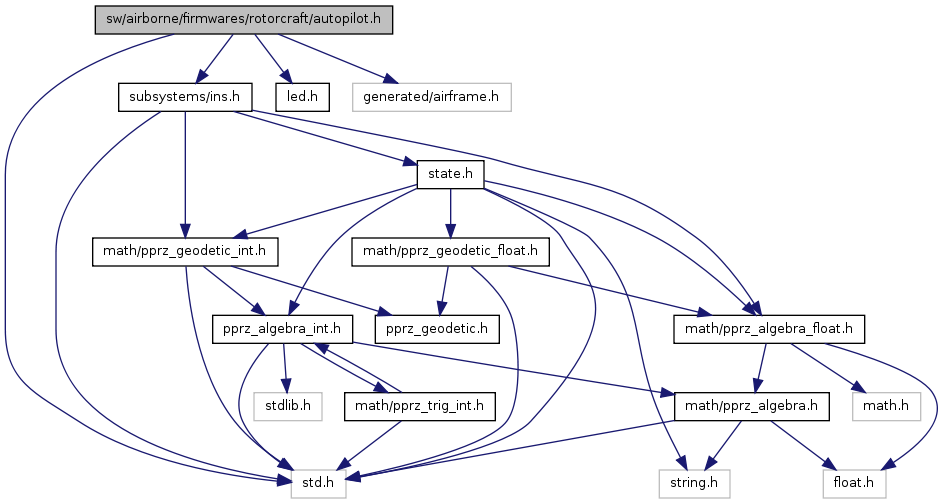 sw/airborne/firmwares/rotorcraft/autopilot.h
subsystems/ins.h
led.h
generated/airframe.h
state.h
math/pprz_geodetic_int.h
math/pprz_geodetic_float.h
pprz_algebra_int.h
pprz_geodetic.h
math/pprz_algebra_float.h
stdlib.h
math/pprz_trig_int.h
math/pprz_algebra.h
math.h
std.h
string.h
float.h